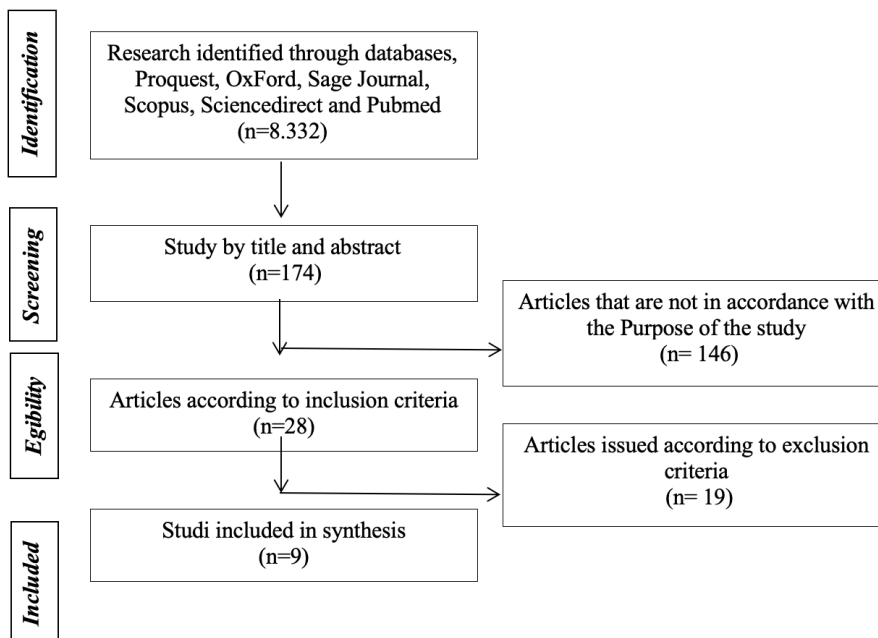 Identification
Research identified through databases,
Proquest, OxFord, Sage Journal,
Scopus, Sciencedirect and Pubmed
(n=8.332)
Screening
Study by title and abstract
(n=174)
Articles that are not in accordance with
the Purpose of the study
(n= 146)
Egibility
Articles according to inclusion criteria
(n=28)
Articles issued according to exclusion
criteria
(n= 19)
Included
Studi included in synthesis
(n=9)